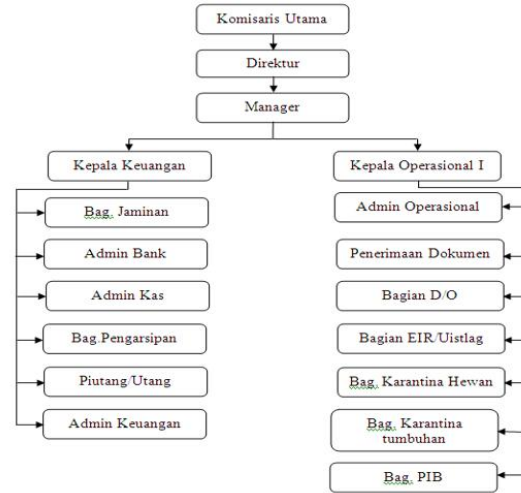 Komisaris Utama
Direktur
Manager
Kepala Keuangan
Kepala Operasional I
Bag. Jaminan
Admin Operasional
Admin Bank
Penerimaan Dokumen
Admin Kas
Bagian D/O
Bag.Pengarsipan
Bagian EIR/Uistlag
Piutang/Utang
Bag. Karantina Hewan
Admin Keuangan
Bag. Karantina
tumbuhan
Bag. PIB